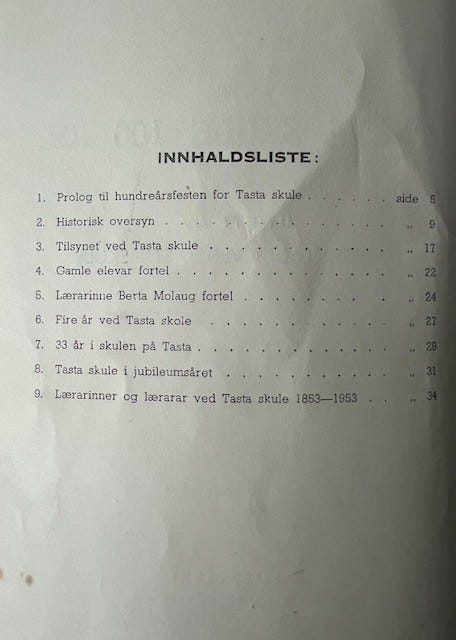 INNHALDSLISTE:
1. Prolog til hundreårsfesten for Tasta skule . . . . . . side 6
2. Historisk oversyn . . . . . . . . . . . . „ 9
3. Tilsynet ved Tasta skule . . . . . . . . . . „ 17
4. Gamle elevar fortel . . . . . . . . . . . „ 22
5. Lærarinne Berta Molaug fortel . . . . . . . . „ 24
6. Fire år ved Tasta skole . . . . . . . . . . „ 27
7. 33 år i skulen på Tasta . . . . . . . . . . „ 29
8. Tasta skule i jubileumsåret . . . . . . . . . „ 31
9. Lærarinner og lærarar ved Tasta skule 1853—1953 . . „ 34